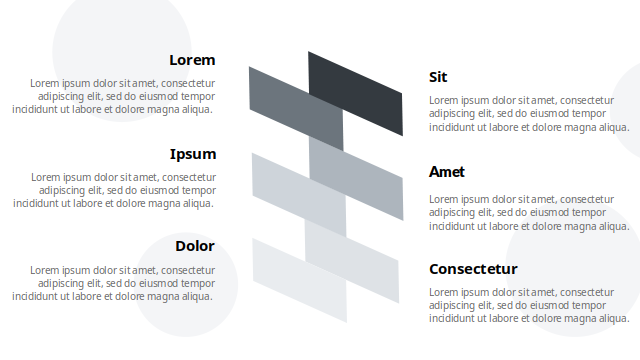 Lorem
Lorem ipsum dolor sit amet, consectetur
adipiscing elit, sed do eiusmod tempor
incididunt ut labore et dolore magna aliqua.
Ipsum
Lorem ipsum dolor sit amet, consectetur
adipiscing elit, sed do eiusmod tempor
incididunt ut labore et dolore magna aliqua.
Dolor
Lorem ipsum dolor sit amet, consectetur
adipiscing elit, sed do eiusmod tempor
incididunt ut labore et dolore magna aliqua.
Sit
Lorem ipsum dolor sit amet, consectetur
adipiscing elit, sed do eiusmod tempor
incididunt ut labore et dolore magna aliqua.
Amet
Lorem ipsum dolor sit amet, consectetur
adipiscing elit, sed do eiusmod tempor
incididunt ut labore et dolore magna aliqua.
Consectetur
Lorem ipsum dolor sit amet, consectetur
adipiscing elit, sed do eiusmod tempor
incididunt ut labore et dolore magna aliqua.